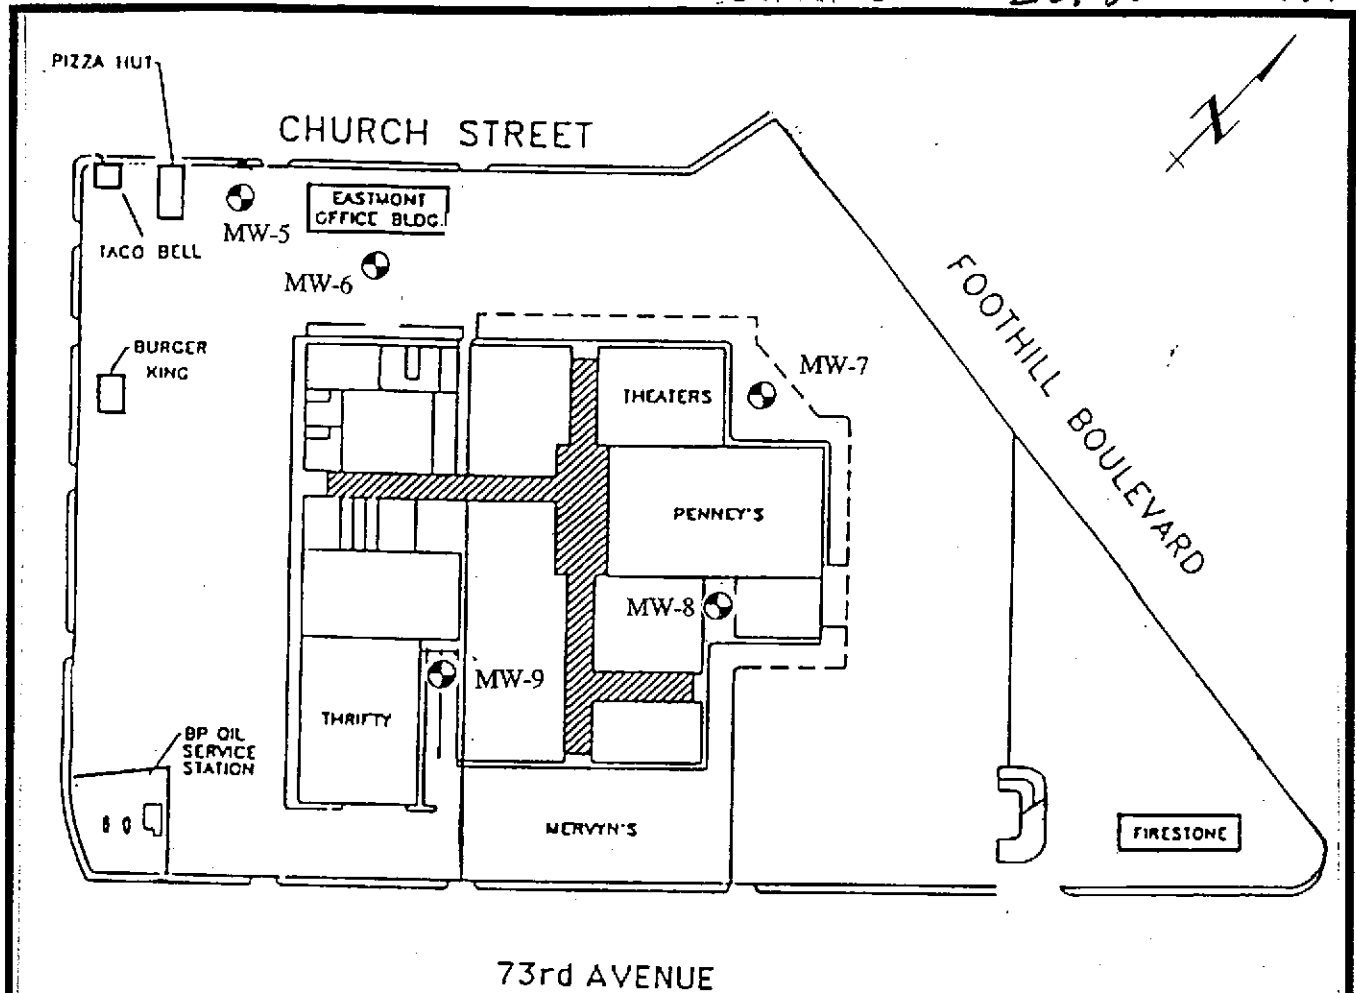 PIZZA HUT
CHURCH STREET
EASTMONT
OFFICE BLDG.
MW-5
TACO BELL
MW-6
FOOTHILL BOULEVARD
BURGER
KING
MW-7
THEATERS
PENNEY'S
MW-8
MW-9
THRIFTY
BP OIL
SERVICE
STATION
MERVYN'S
FIRESTONE
73rd AVENUE